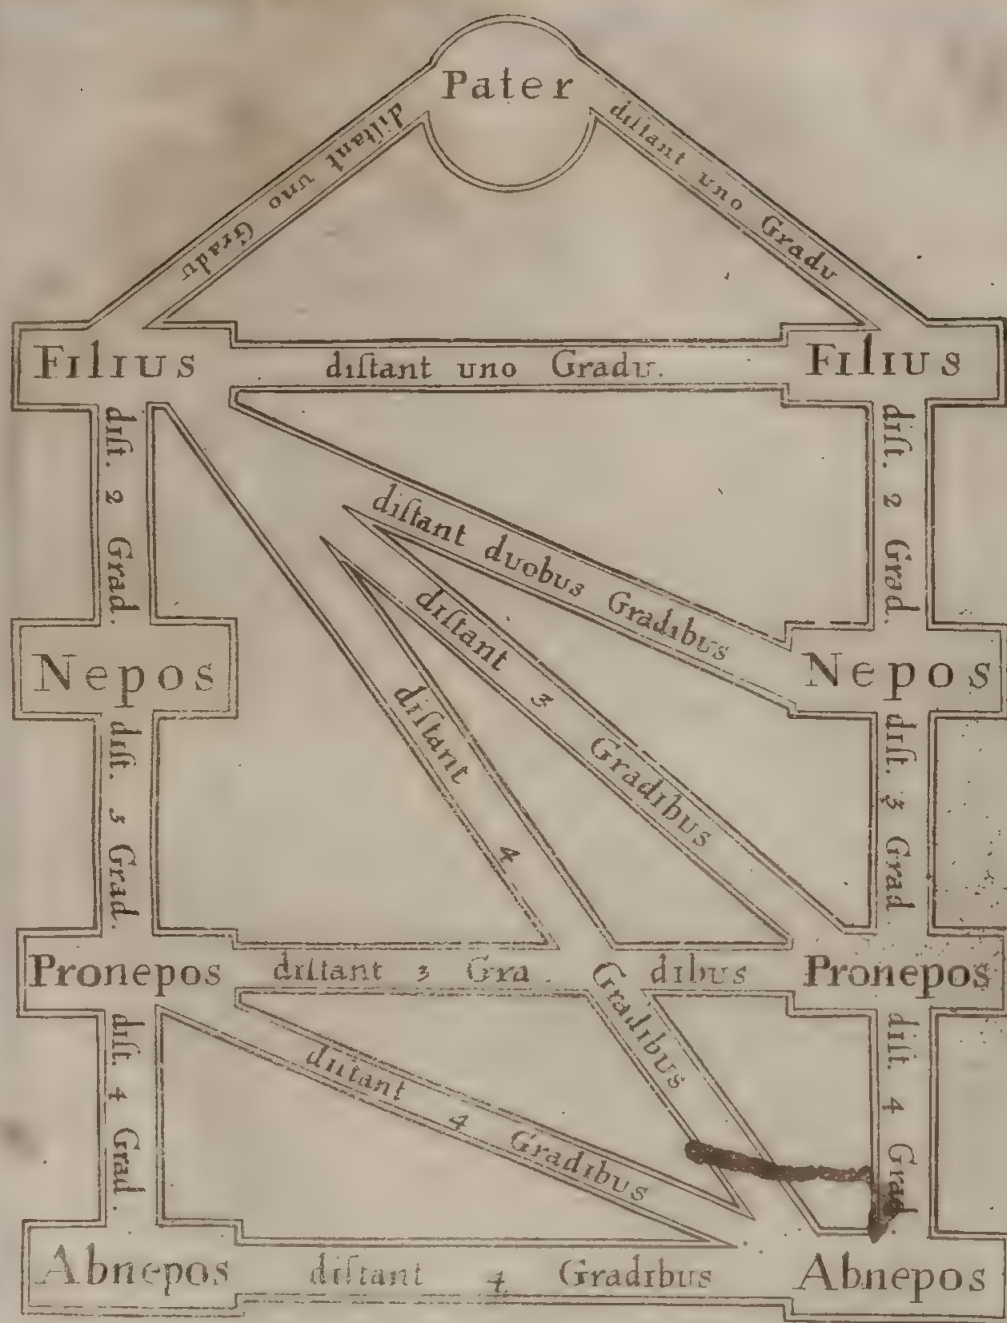 Pater
diſtant uno Gradu
diſtant uno Gradu
Filius
diſtant uno Gradu.
Filius
diſt. 2 Grad.
diſt. 2 Grad.
diſtant duobus Gradibus
diſtant 3 Gradibus
diſtant 4 Gradibus
Nepos
Nepos
diſt. 3 Grad.
diſt. 3 Grad
Pronepos
diſtant 3 Gra dibus
Pronepos
diſt. 4 Grad.
diſt. 4 Grad.
diſtant 4 Gradibus
Abnepos
diſtant 4 Gradibus
Abnepos